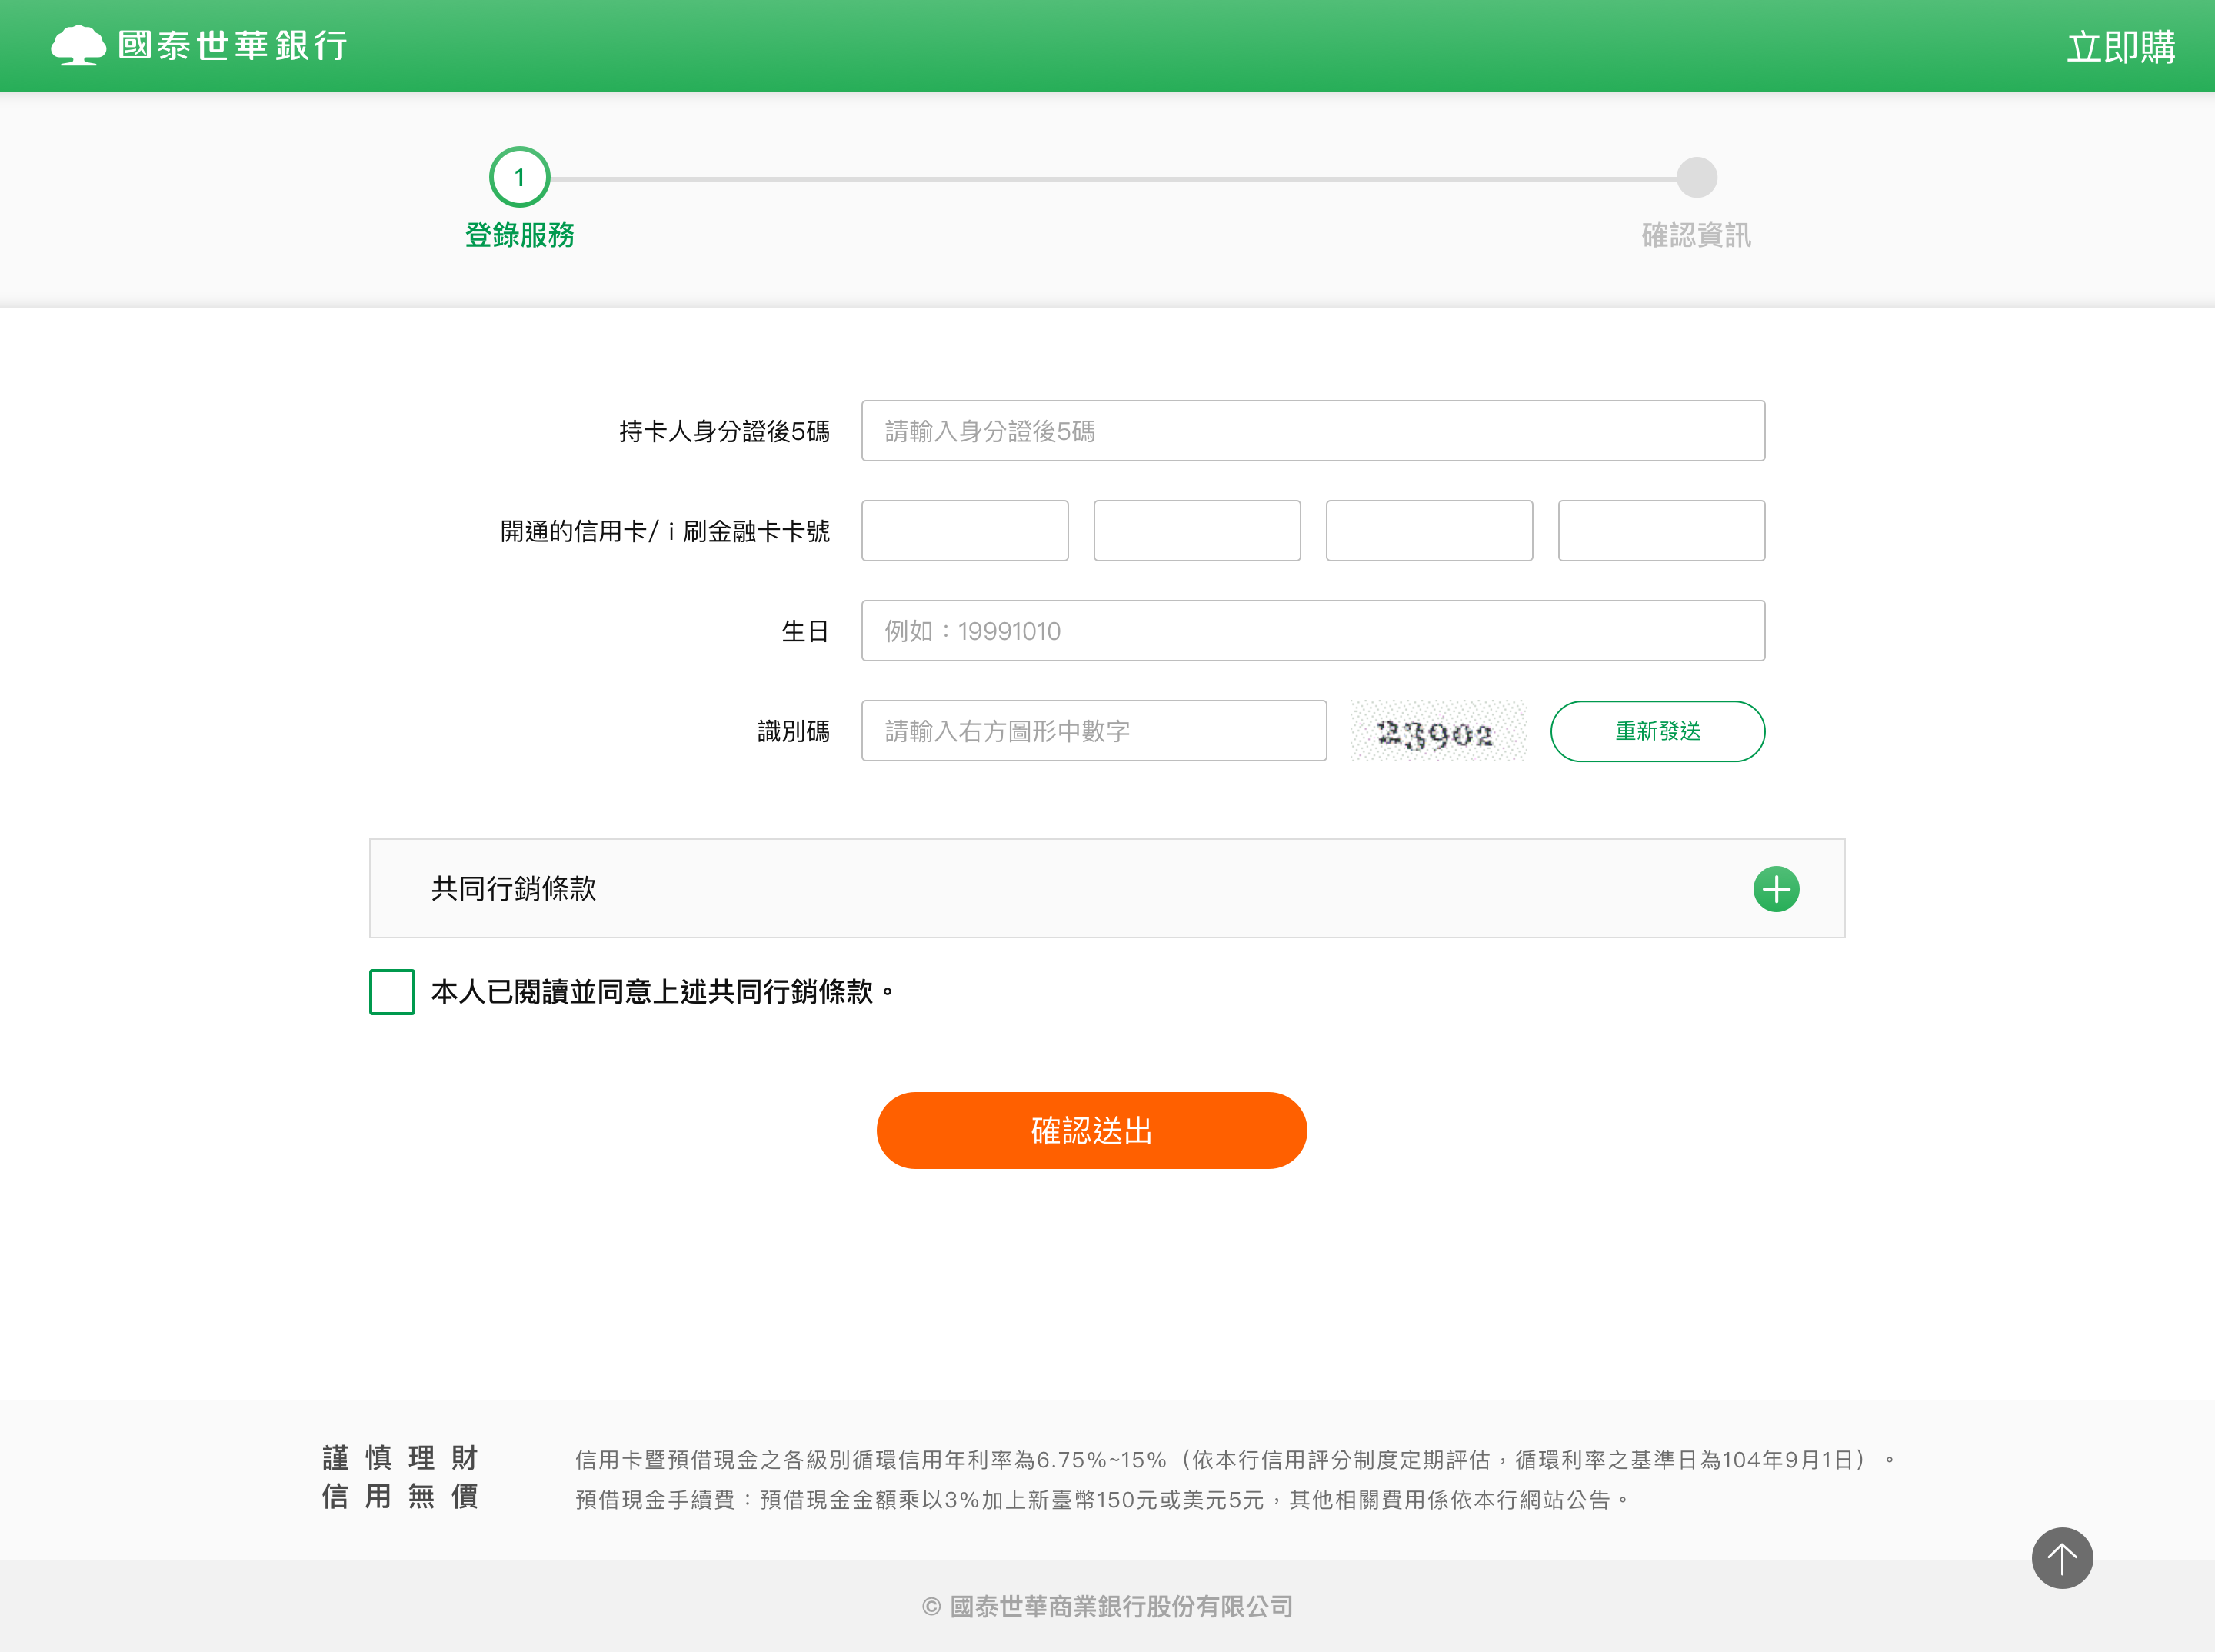 國泰世華銀行
立即購
1
登錄服務
確認資訊
持卡人身分證後5碼
請輸入身分證後5碼
開通的信用卡/ i 刷金融卡卡號
生日
例如：19991010
識別碼
請輸入右方圖形中數字
23902
重新發送
共同行銷條款
本人已閱讀並同意上述共同行銷條款。
確認送出
謹慎理財
信用無價
信用卡暨預借現金之各級別循環信用年利率為6.75%~15%（依本行信用評分制度定期評估，循環利率之基準日為104年9月1日）。
預借現金手續費：預借現金金額乘以3%加上新臺幣150元或美元5元，其他相關費用係依本行網站公告。
© 國泰世華商業銀行股份有限公司